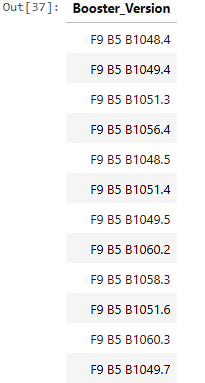 Out[37]: Booster_Version
F9 B5 B1048.4
F9 B5 B1049.4
F9 B5 B1051.3
F9 B5 B1056.4
F9 B5 B1048.5
F9 B5 B1051.4
F9 B5 B1049.5
F9 B5 B1060.2
F9 B5 B1058.3
F9 B5 B1051.6
F9 B5 B1060.3
F9 B5 B1049.7